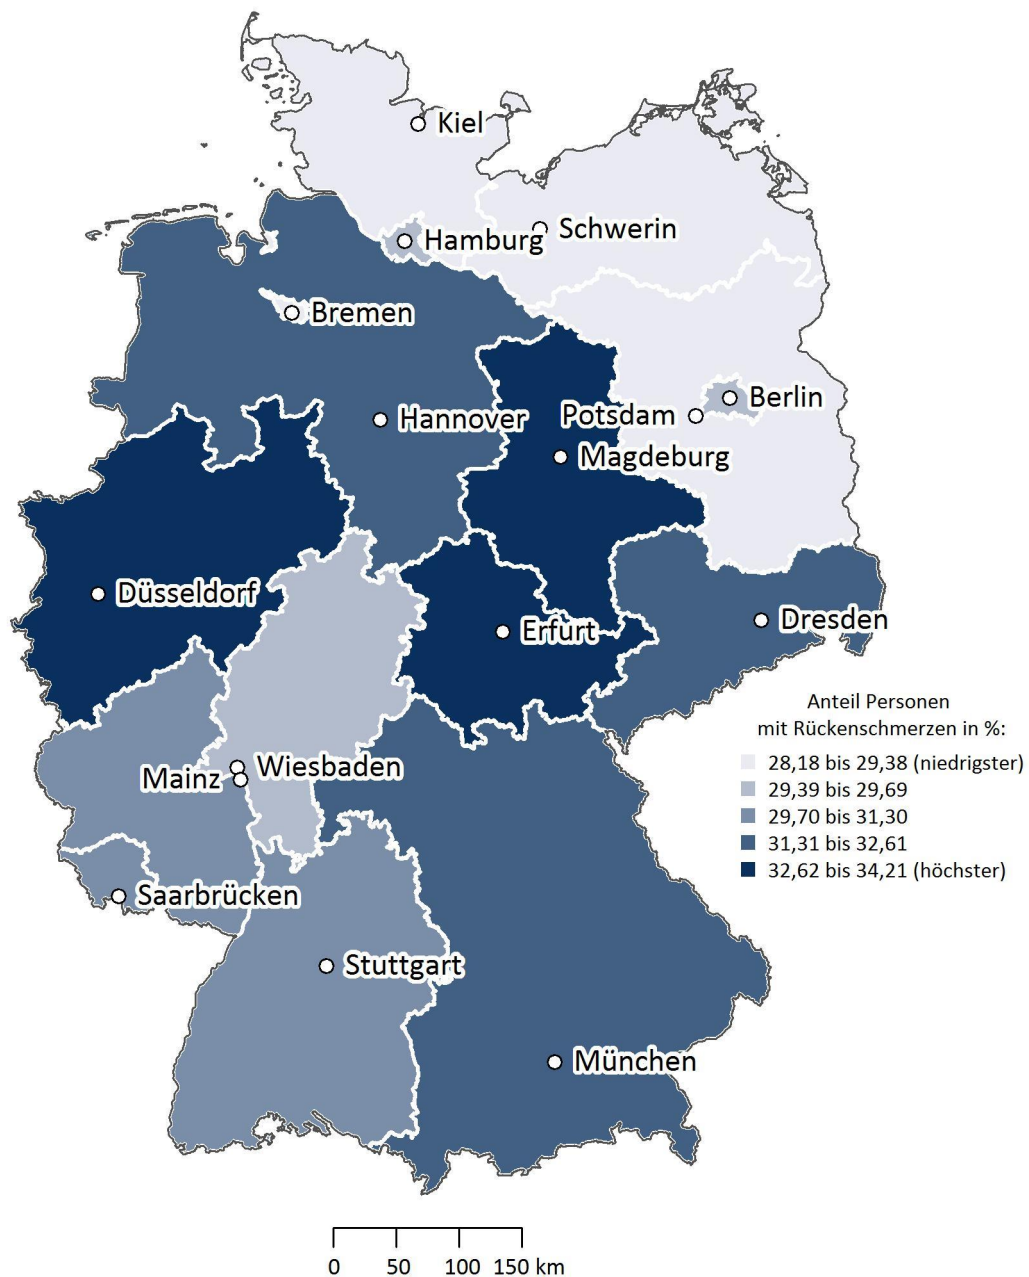 Kiel
Schwerin
Hamburg
Bremen
Berlin
Potsdam
Hannover
Magdeburg
Düsseldorf
Erfurt
Dresden
Anteil Personen
mit Rückenschmerzen in %:
28,18 bis 29,38 (niedrigster)
29,39 bis 29,69
29,70 bis 31,30
31,31 bis 32,61
32,62 bis 34,21 (höchster)
Wiesbaden
Mainz
Saarbrücken
Stuttgart
München
0 50 100 150 km